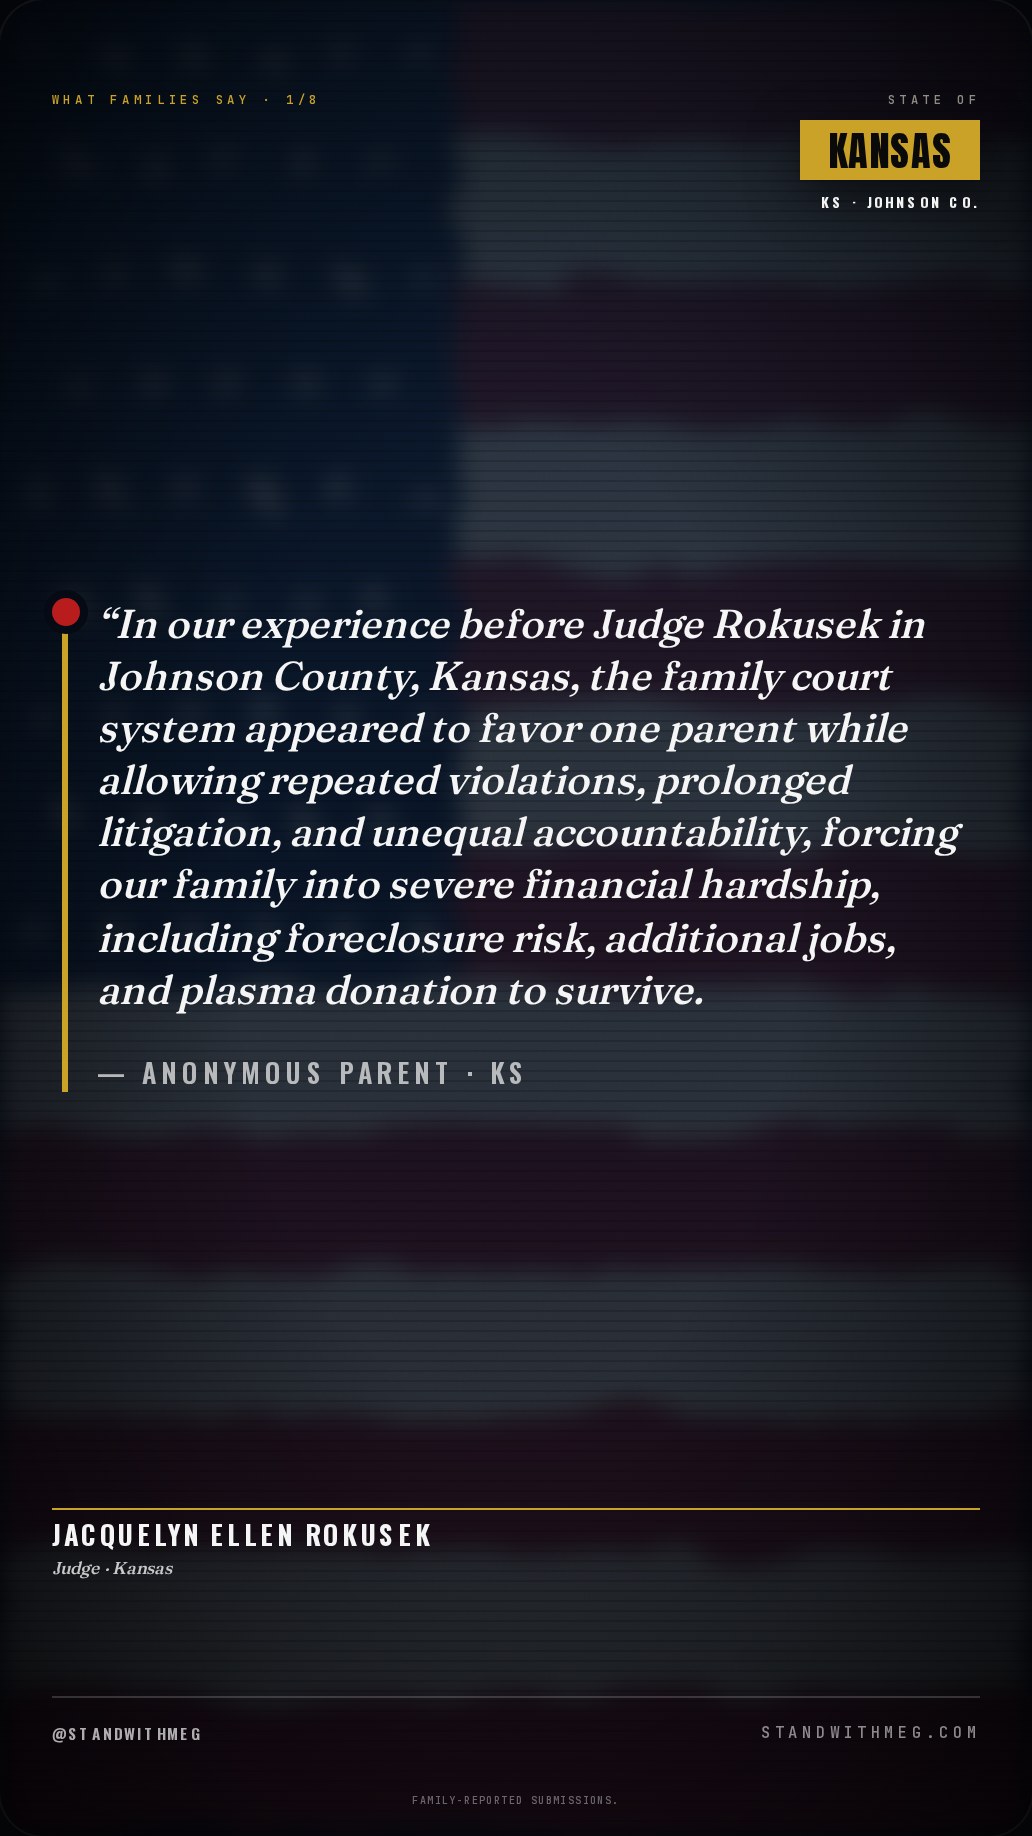 WHAT FAMILIES SAY · 1/8
STATE OF
KANSAS
KS · JOHNSON CO.
“In our experience before Judge Rokusek in
Johnson County, Kansas, the family court
system appeared to favor one parent while
allowing repeated violations, prolonged
litigation, and unequal accountability, forcing
our family into severe financial hardship,
including foreclosure risk, additional jobs,
and plasma donation to survive.
— ANONYMOUS PARENT · KS
JACQUELYN ELLEN ROKUSEK
Judge · Kansas
@STANDWITHMEG
STANDWITHMEG.COM
FAMILY-REPORTED SUBMISSIONS.